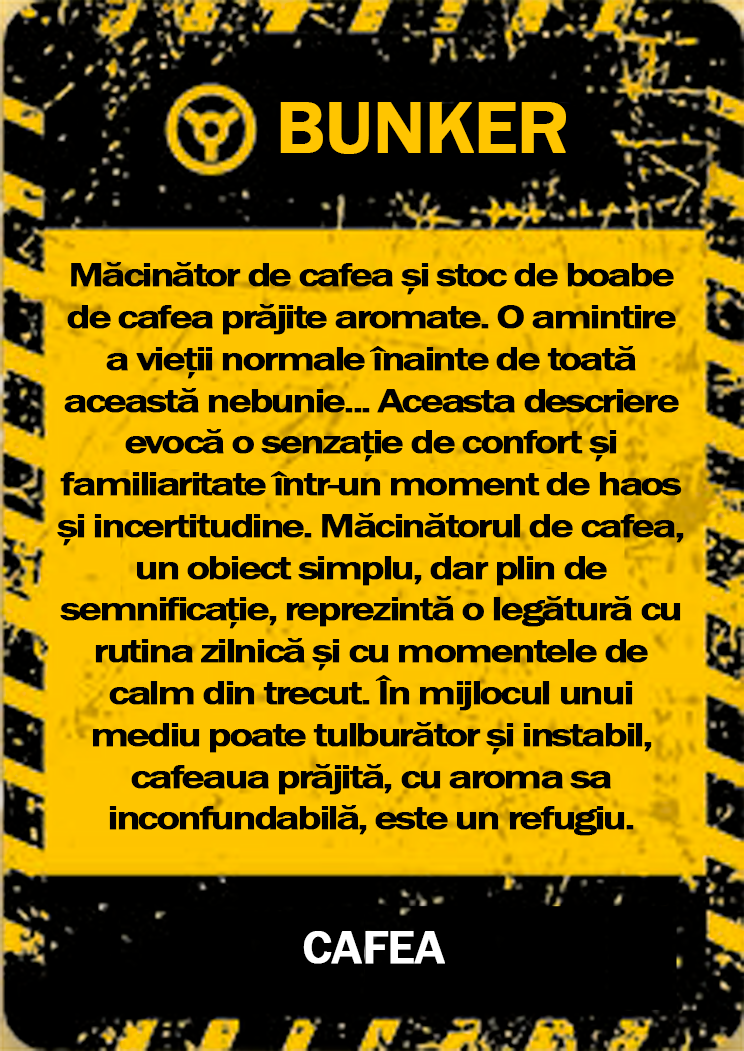 BUNKER
Măcinător de cafea și stoc de boabe
de cafea prăjite aromate. O amintire
a vieții normale înainte de toată
această nebunie... Aceasta descriere
evocă o senzație de confort și
familiaritate într-un moment de haos
și incertitudine. Măcinătorul de cafea,
un obiect simplu, dar plin de
semnificație, reprezintă o legătură cu
rutina zilnică și cu momentele de
calm din trecut. În mijlocul unui
mediu poate tulburător și instabil,
cafeaua prăjită, cu aroma sa
inconfundabilă, este un refugiu.
CAFEA